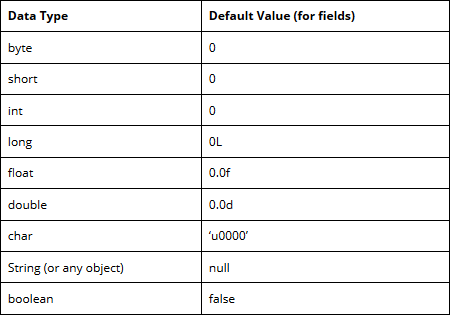 Data Type Default Value (for fields)
byte 0
short 0
int 0
long 0L
float 0.0f
double 0.0d
char ‘u0000’
String (or any object) null
boolean false